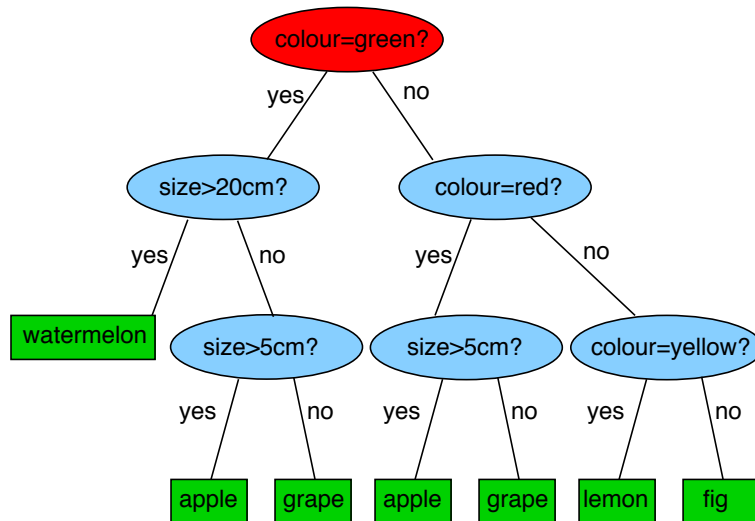 colour=green?
yes
no
size>20cm?
colour=red?
yes
no
yes
no
watermelon
size>5cm?
size>5cm?
colour=yellow?
yes
no
yes
no
yes
no
apple
grape
apple
grape
lemon
fig